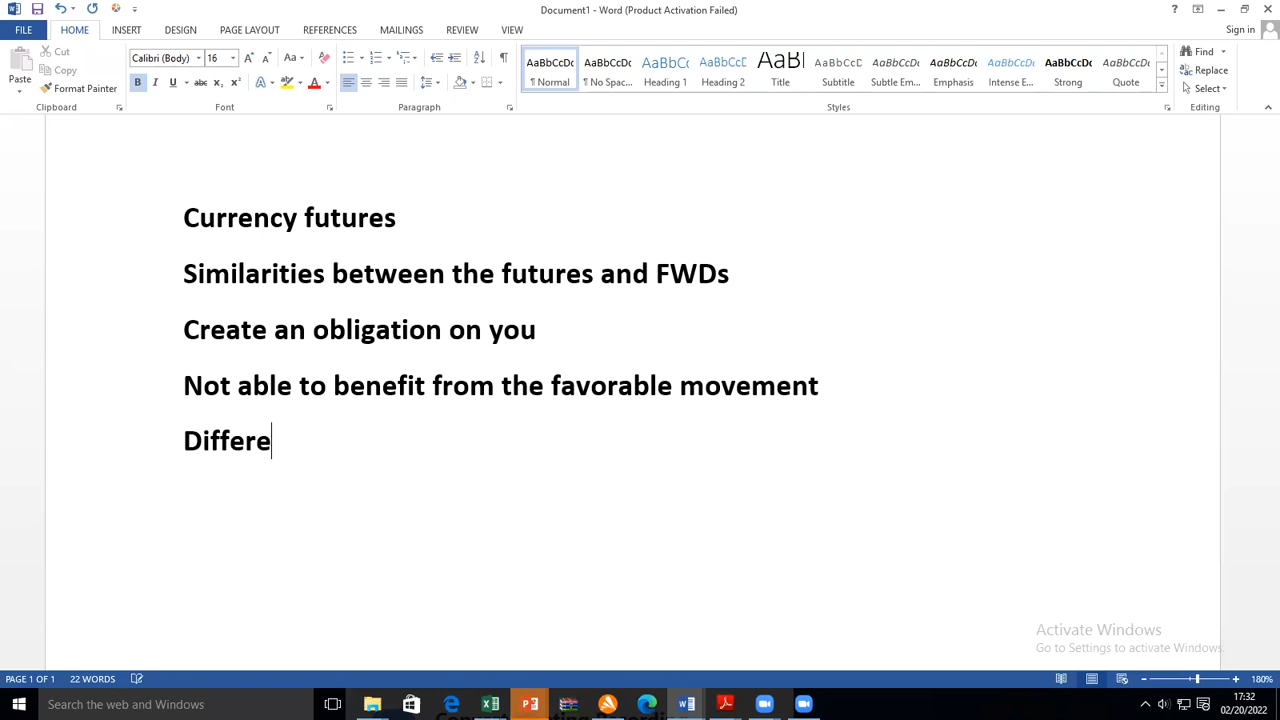 Document1 - Word (Product Activation Failed)
FILE HOME INSERT DESIGN PAGE LAYOUT REFERENCES MAILINGS REVIEW VIEW Sign in
Paste Cut Copy Format Painter Clipboard
Calibri (Body) 16 Aa B I U abc x₂ x² A A Font
Paragraph
AaBbCcDc AaBbCcDc AaBbCc AaBbCcD AaBl AaBbCcD AaBbCcDc AaBbCcDc AaBbCcDc AaBbCcDc AaBbCcDc
¶ Normal ¶ No Spac... Heading 1 Heading 2 Title Subtitle Subtle Em... Emphasis Intense E... Strong Quote
Styles
Find Replace Select Editing
Currency futures
Similarities between the futures and FWDs
Create an obligation on you
Not able to benefit from the favorable movement
Differe
Activate Windows
Go to Settings to activate Windows.
PAGE 1 OF 1 22 WORDS 180%
Search the web and Windows
17:32
02/20/2022